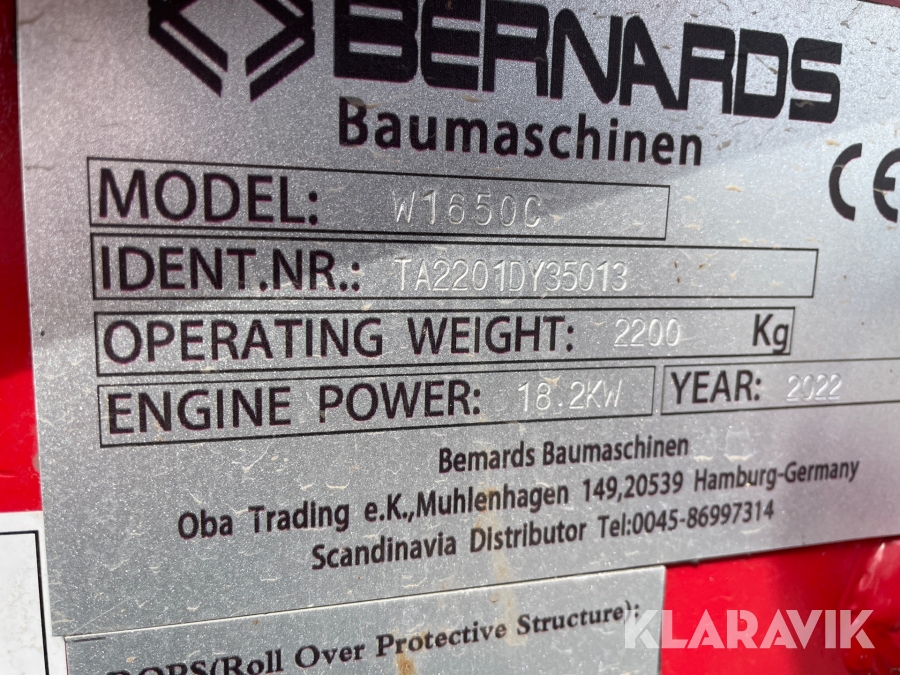 BERNARDS
Baumaschinen
CE
MODEL: W1650C
IDENT.NR.: TA2201DY35013
OPERATING WEIGHT: 2200 Kg
ENGINE POWER: 18.2KW YEAR: 2022
Bemards Baumaschinen
Oba Trading e.K.,Muhlenhagen 149,20539 Hamburg-Germany
Scandinavia Distributor Tel:0045-86997314
ROPS(Roll Over Protective Structure):
KLARAVIK